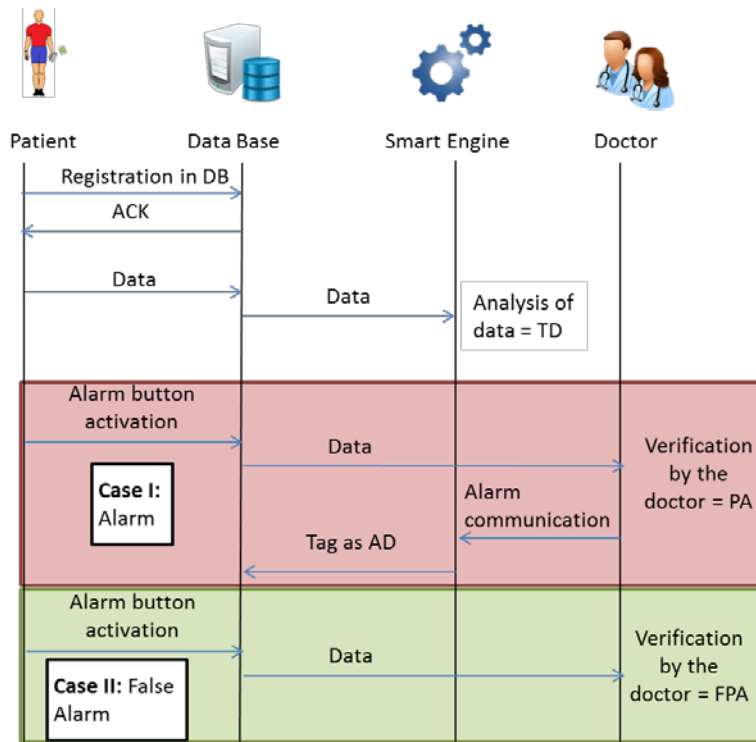 Patient
Data Base
Smart Engine
Doctor
Registration in DB
ACK
Data
Data
Analysis of
data = TD
Alarm button
activation
Data
Verification
by the
doctor = PA
Case I:
Alarm
Alarm
communication
Tag as AD
Alarm button
activation
Data
Verification
by the
doctor = FPA
Case II: False
Alarm